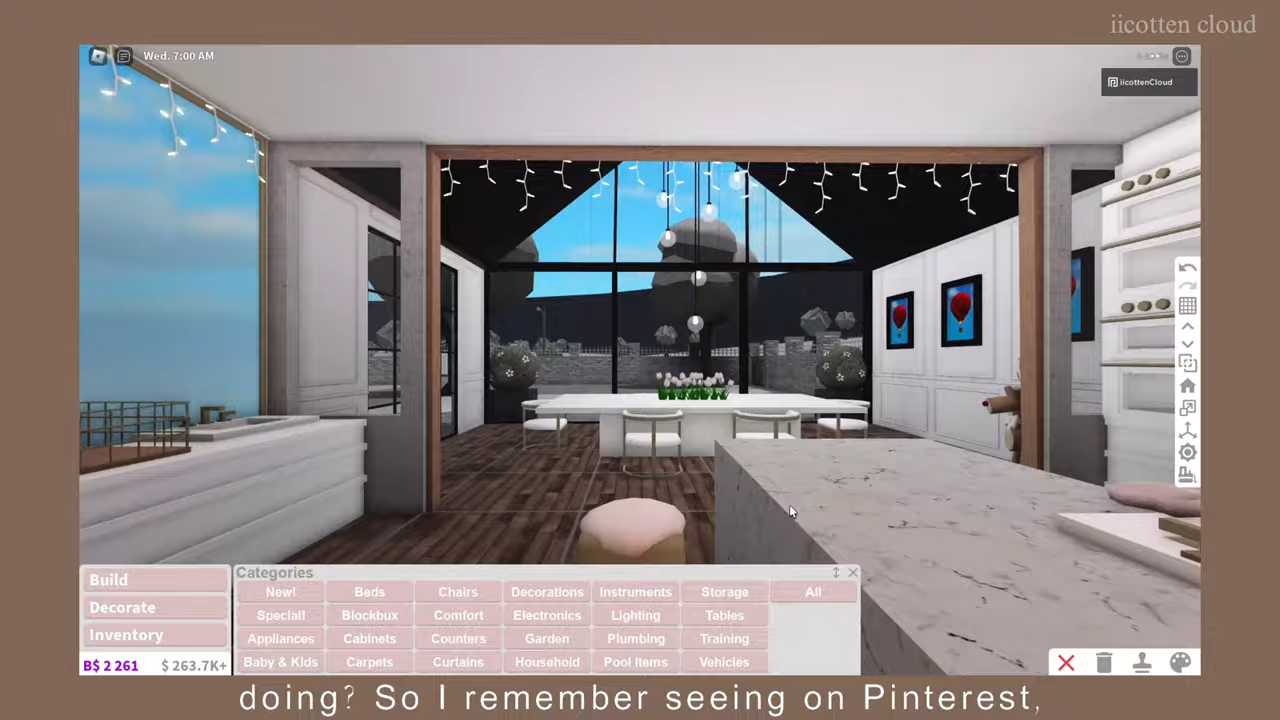 iicotten cloud
Wed. 7:00 AM
iicottenCloud
Build
Decorate
Inventory
B$ 2 261 $ 263.7K+
Categories
New! Beds Chairs Decorations Instruments Storage All
Special! Blockbux Comfort Electronics Lighting Tables
Appliances Cabinets Counters Garden Plumbing Training
Baby & Kids Carpets Curtains Household Pool Items Vehicles
doing? So I remember seeing on Pinterest,